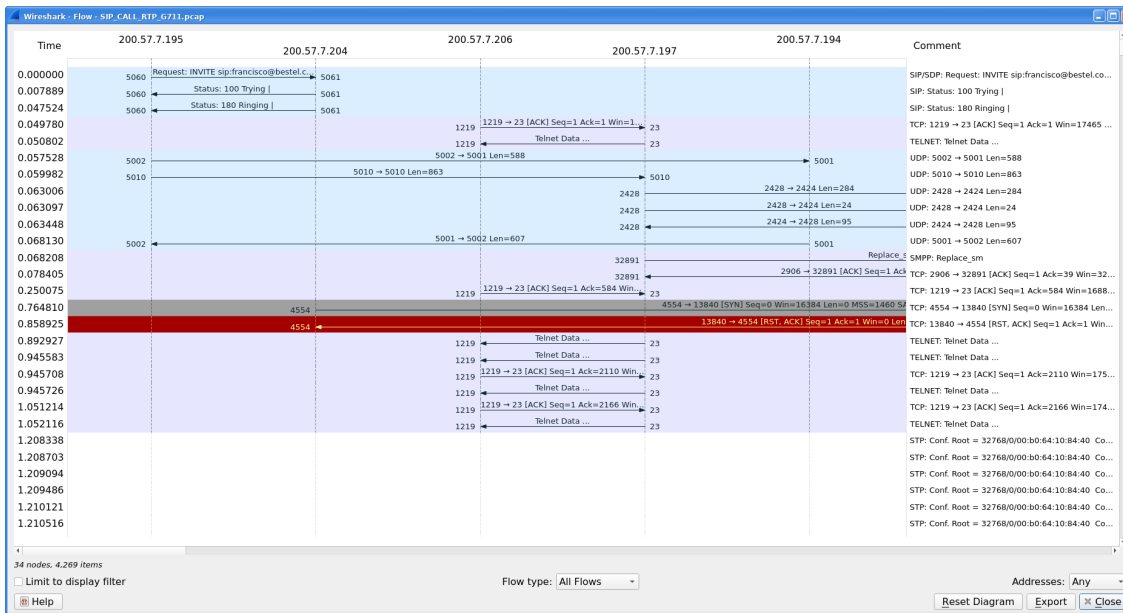 Wireshark · Flow · SIP_CALL_RTP_G711.pcap
200.57.7.195 200.57.7.206 200.57.7.194
Time 200.57.7.204 200.57.7.197 Comment
0.000000 5060 Request: INVITE sip:francisco@bestel.c... 5061 SIP/SDP: Request: INVITE sip:francisco@bestel.co...
0.007889 5060 Status: 100 Trying | 5061 SIP: Status: 100 Trying |
0.047524 5060 Status: 180 Ringing | 5061 SIP: Status: 180 Ringing |
0.049780 1219 1219 → 23 [ACK] Seq=1 Ack=1 Win=1... 23 TCP: 1219 → 23 [ACK] Seq=1 Ack=1 Win=17465 ...
0.050802 1219 Telnet Data ... 23 TELNET: Telnet Data ...
0.057528 5002 5002 → 5001 Len=588 5001 UDP: 5002 → 5001 Len=588
0.059982 5010 5010 → 5010 Len=863 5010 UDP: 5010 → 5010 Len=863
0.063006 2428 2428 → 2424 Len=284 UDP: 2428 → 2424 Len=284
0.063097 2428 2428 → 2424 Len=24 UDP: 2428 → 2424 Len=24
0.063448 2428 2424 → 2428 Len=95 UDP: 2424 → 2428 Len=95
0.068130 5002 5001 → 5002 Len=607 5001 UDP: 5001 → 5002 Len=607
0.068208 32891 Replace_s SMPP: Replace_sm
0.078405 32891 2906 → 32891 [ACK] Seq=1 Ack TCP: 2906 → 32891 [ACK] Seq=1 Ack=39 Win=32...
0.250075 1219 1219 → 23 [ACK] Seq=1 Ack=584 Win... 23 TCP: 1219 → 23 [ACK] Seq=1 Ack=584 Win=1688...
0.764810 4554 4554 → 13840 [SYN] Seq=0 Win=16384 Len=0 MSS=1460 SA TCP: 4554 → 13840 [SYN] Seq=0 Win=16384 Len...
0.858925 4554 13840 → 4554 [RST, ACK] Seq=1 Ack=1 Win=0 Len TCP: 13840 → 4554 [RST, ACK] Seq=1 Ack=1 Win...
0.892927 1219 Telnet Data ... 23 TELNET: Telnet Data ...
0.945583 1219 Telnet Data ... 23 TELNET: Telnet Data ...
0.945708 1219 1219 → 23 [ACK] Seq=1 Ack=2110 Win... 23 TCP: 1219 → 23 [ACK] Seq=1 Ack=2110 Win=175...
0.945726 1219 Telnet Data ... 23 TELNET: Telnet Data ...
1.051214 1219 1219 → 23 [ACK] Seq=1 Ack=2166 Win... 23 TCP: 1219 → 23 [ACK] Seq=1 Ack=2166 Win=174...
1.052116 1219 Telnet Data ... 23 TELNET: Telnet Data ...
1.208338 STP: Conf. Root = 32768/0/00:b0:64:10:84:40 Co...
1.208703 STP: Conf. Root = 32768/0/00:b0:64:10:84:40 Co...
1.209094 STP: Conf. Root = 32768/0/00:b0:64:10:84:40 Co...
1.209486 STP: Conf. Root = 32768/0/00:b0:64:10:84:40 Co...
1.210121 STP: Conf. Root = 32768/0/00:b0:64:10:84:40 Co...
1.210516 STP: Conf. Root = 32768/0/00:b0:64:10:84:40 Co...
34 nodes, 4,269 items
Limit to display filter Flow type: All Flows Addresses: Any
Help Reset Diagram Export Close